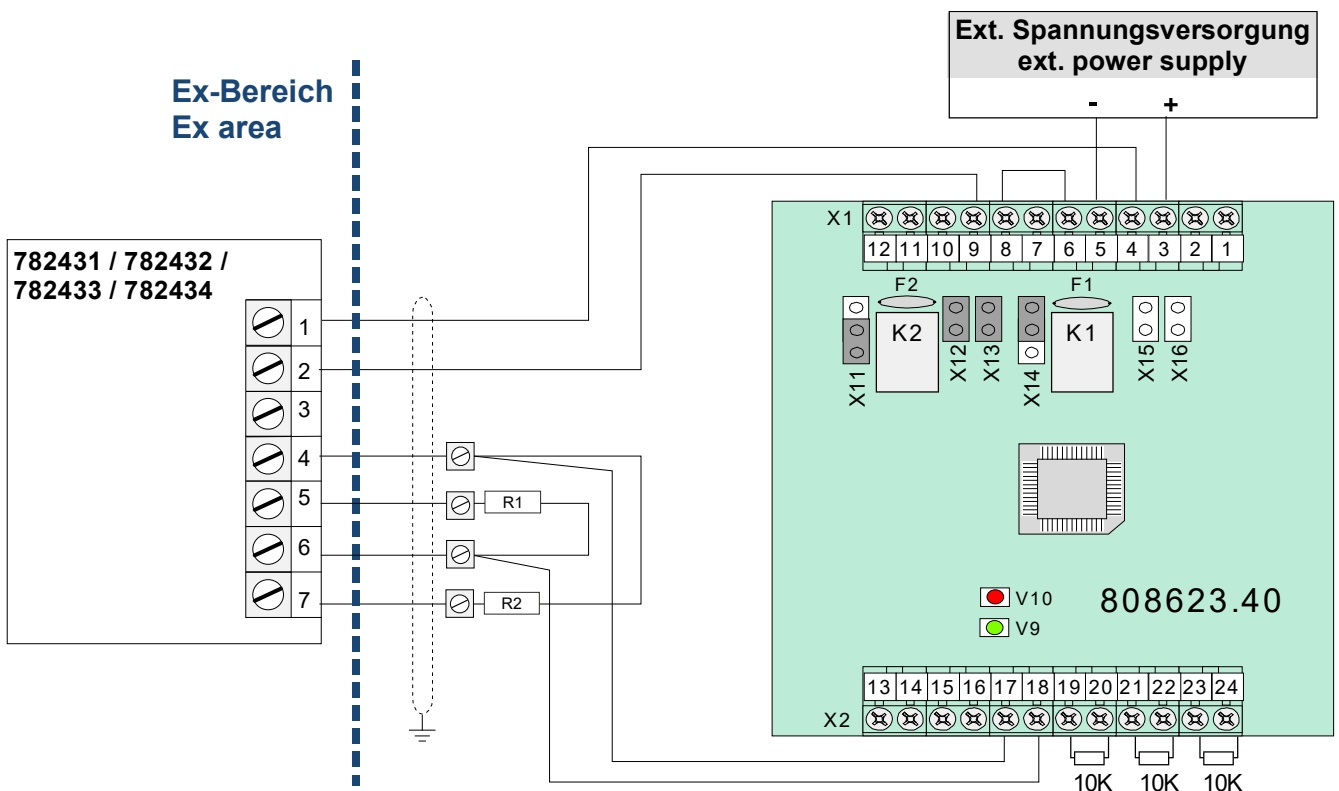 Ext. Spannungsversorgung
ext. power supply
- +
Ex-Bereich
Ex area
782431 / 782432 /
782433 / 782434
1
2
3
4
5
6
7
R1
R2
X1
12 11 10 9 8 7 6 5 4 3 2 1
F2 F1
K2 K1
X11 X12 X13 X14 X15 X16
V10
V9
808623.40
13 14 15 16 17 18 19 20 21 22 23 24
X2
10K 10K 10K